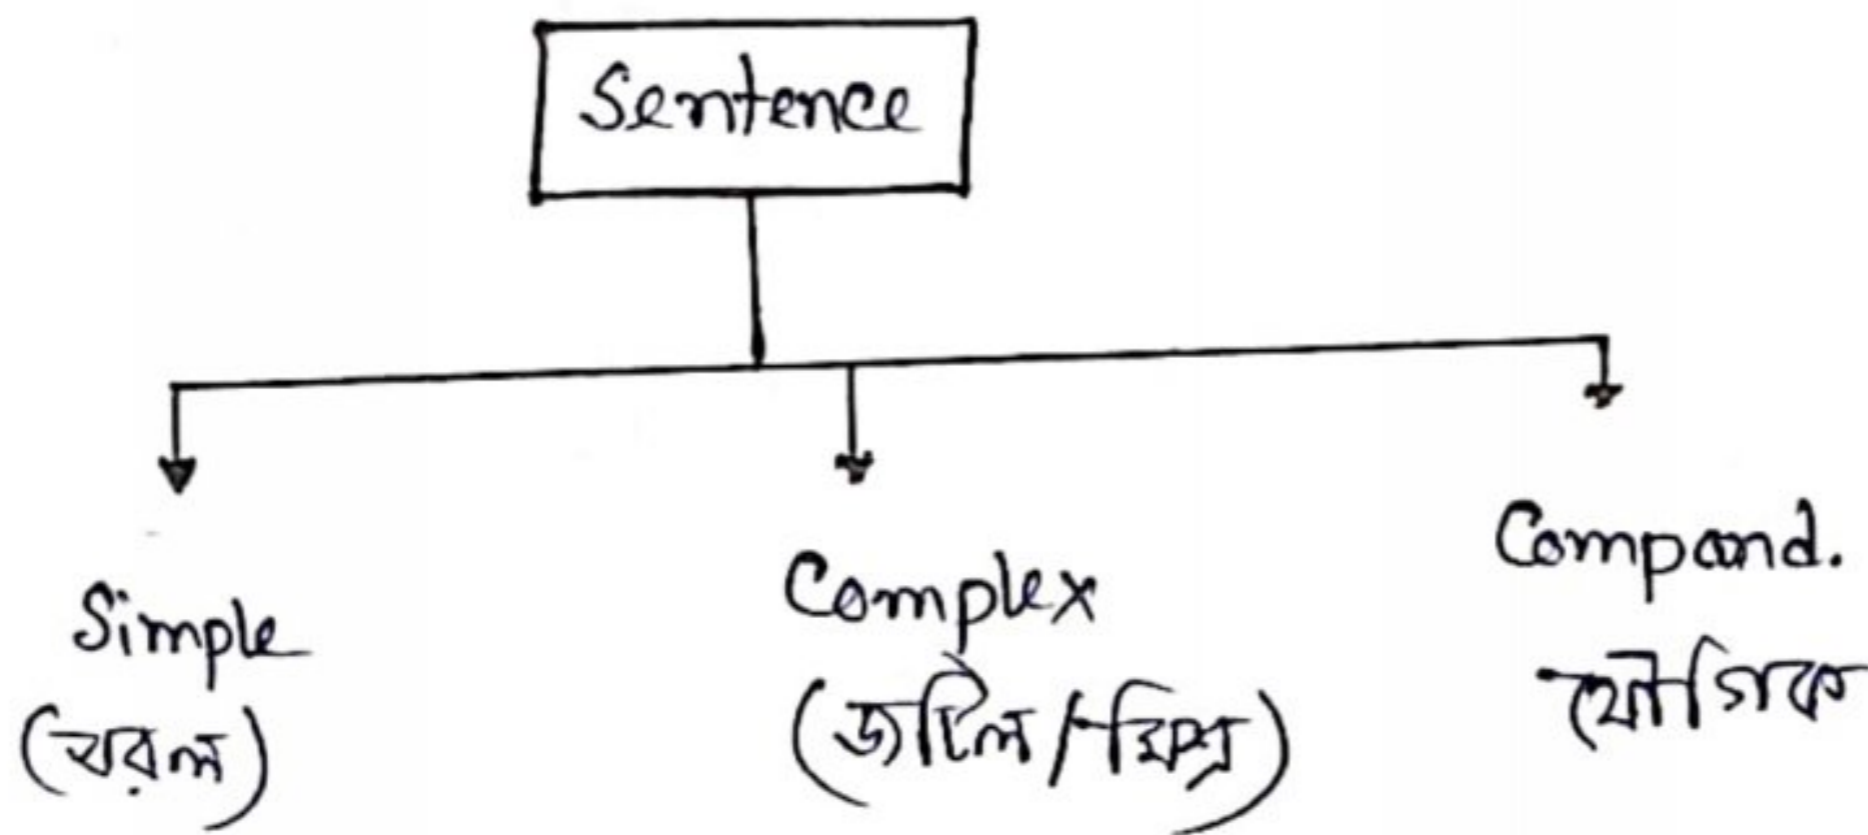 Sentence
Simple
(সরল)
Complex
(জটিল/মিশ্র)
Compound.
যৌগিক